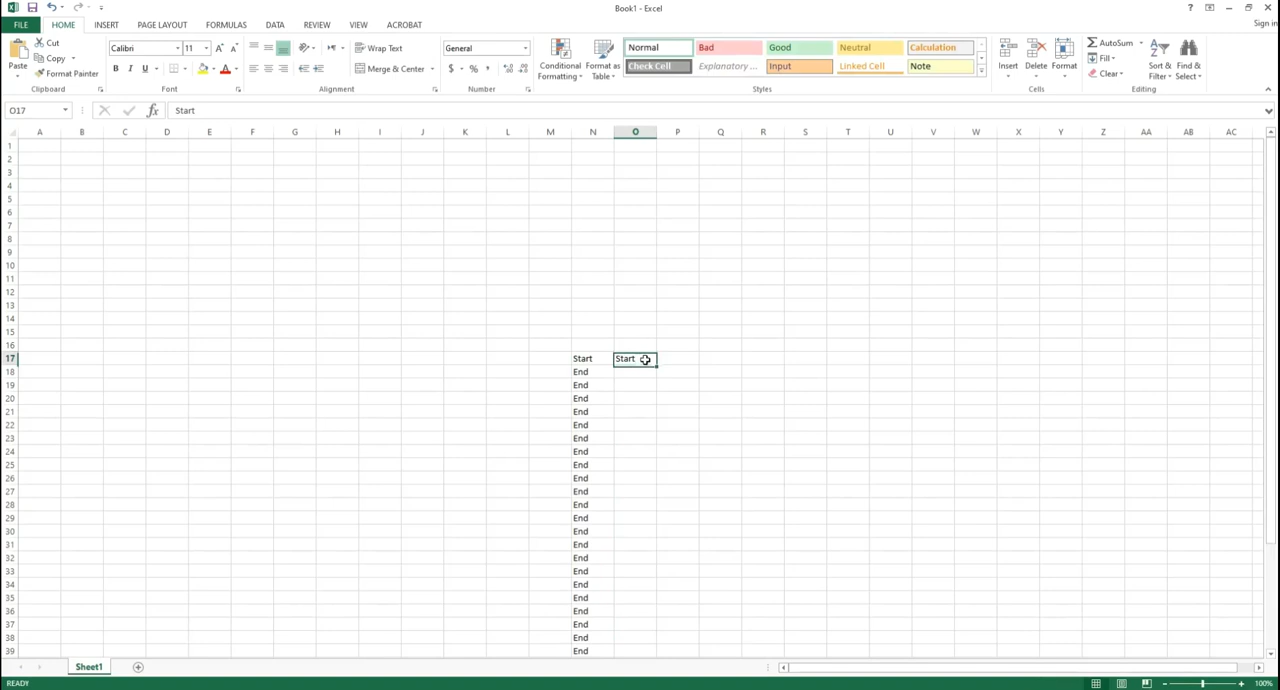 Book1 - Excel
?
Sign in
FILE HOME INSERT PAGE LAYOUT FORMULAS DATA REVIEW VIEW ACROBAT
Paste
Cut
Copy
Format Painter
Clipboard
Calibri 11
B I U
Font
Wrap Text
Merge & Center
Alignment
General
$ % ,
Number
Conditional
Formatting
Format as
Table
Normal Bad Good Neutral Calculation
Check Cell Explanatory ... Input Linked Cell Note
Styles
Insert Delete Format
Cells
AutoSum
Fill
Clear
Sort &
Filter
Find &
Select
Editing
O17 fx Start
A B C D E F G H I J K L M N O P Q R S T U V W X Y Z AA AB AC
1
2
3
4
5
6
7
8
9
10
11
12
13
14
15
16
17 Start Start
18 End
19 End
20 End
21 End
22 End
23 End
24 End
25 End
26 End
27 End
28 End
29 End
30 End
31 End
32 End
33 End
34 End
35 End
36 End
37 End
38 End
39 End
Sheet1
READY 100%